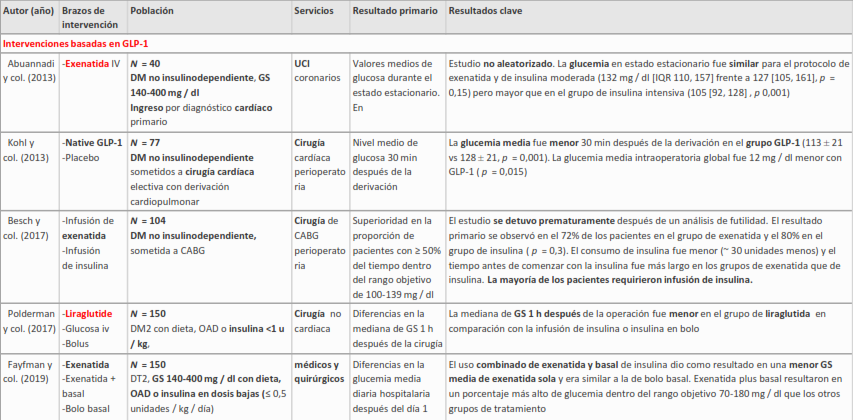 Autor (año)
Brazos de
intervención
Población
Servicios
Resultado primario
Resultados clave
Intervenciones basadas en GLP-1
Abuannadi
y col. (2013)
-Exenatida IV
N = 40
DM no insulinodependiente, GS
140-400 mg / dl
Ingreso por diagnóstico cardíaco
primario
UCI
coronarios
Valores medios de
glucosa durante el
estado estacionario.
En
Estudio no aleatorizado. La glucemia en estado estacionario fue similar para el protocolo de
exenatida y de insulina moderada (132 mg / dl [IQR 110, 157] frente a 127 [105, 161], p =
0,15) pero mayor que en el grupo de insulina intensiva (105 [92, 128] , p 0,001)
Kohl y
col. (2013)
-Native GLP-1
-Placebo
N = 77
DM no insulinodependiente
sometidos a cirugía cardíaca
electiva con derivación
cardiopulmonar
Cirugía
cardíaca
perioperato
ria
Nivel medio de
glucosa 30 min
después de la
derivación
La glucemia media fue menor 30 min después de la derivación en el grupo GLP-1 (113 ± 21
vs 128 ± 21, p = 0,001). La glucemia media intraoperatoria global fue 12 mg / dl menor con
GLP-1 ( p = 0,015)
Besch y
col. (2017)
-Infusión de
exenatida
-Infusión
de insulina
N = 104
DM no insulinodependiente,
sometida a CABG
Cirugía de
CABG
perioperato
ria
Superioridad en la
proporción de
pacientes con ≥ 50%
del tiempo dentro
del rango objetivo
de 100-139 mg / dl
El estudio se detuvo prematuramente después de un análisis de futilidad. El resultado
primario se observó en el 72% de los pacientes en el grupo de exenatida y el 80% en el
grupo de insulina ( p = 0,3). El consumo de insulina fue menor (~ 30 unidades menos) y el
tiempo antes de comenzar con la insulina fue más largo en los grupos de exenatida que de
insulina. La mayoría de los pacientes requirieron infusión de insulina.
Polderman
y col. (2017)
-Liraglutide
-Glucosa iv
-Bolus
N = 150
DM2 con dieta, OAD o insulina <1 u
/ kg,
Cirugía no
cardiaca
Diferencias en la
mediana de GS 1 h
después de la cirugía
La mediana de GS 1 h después de la operación fue menor en el grupo de liraglutida en
comparación con la infusión de insulina o insulina en bolo
Fayfman y
col. (2019)
-Exenatida
-Exenatida +
basal
-Bolo basal
N = 150
DT2, GS 140-400 mg / dl con dieta,
OAD o insulina en dosis bajas (≤ 0,5
unidades / kg / día)
médicos y
quirúrgicos
Diferencias en la
glucemia media
diaria hospitalaria
después del día 1
El uso combinado de exenatida y basal de insulina dio como resultado en una menor GS
media de exenatida sola y era similar a la de bolo basal. Exenatida plus basal resultaron en
un porcentaje más alto de glucemia dentro del rango objetivo 70-180 mg / dl que los otros
grupos de tratamiento